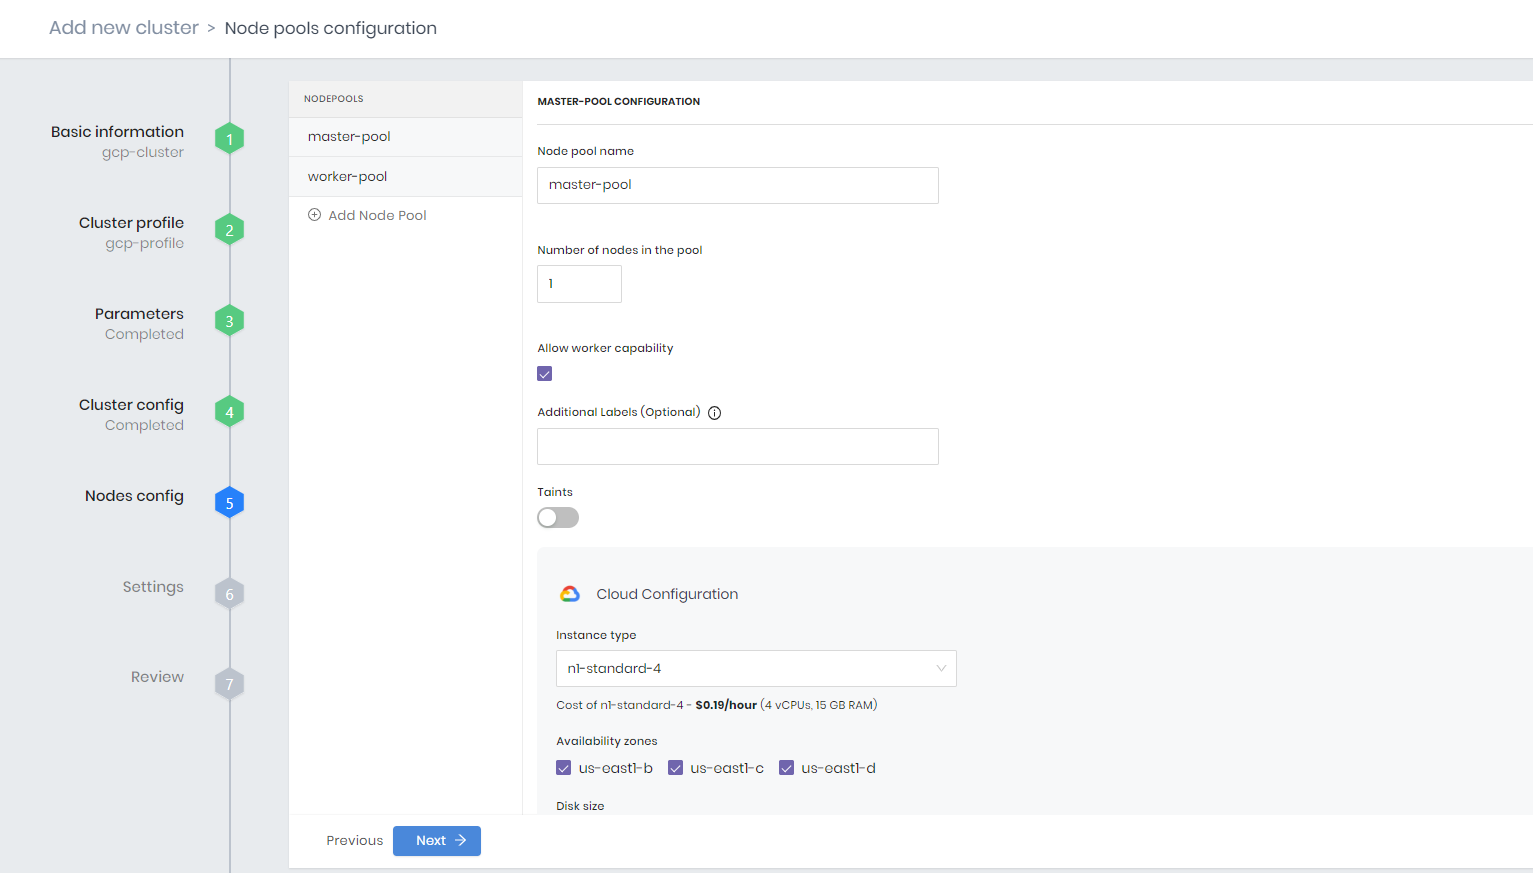 Add new cluster > Node pools configuration
Basic information
gcp-cluster
1
Cluster profile
gcp-profile
2
Parameters
Completed
3
Cluster config
Completed
4
Nodes config
5
Settings
6
Review
7
NODEPOOLS
master-pool
worker-pool
Add Node Pool
MASTER-POOL CONFIGURATION
Node pool name
master-pool
Number of nodes in the pool
1
Allow worker capability
Additional Labels (Optional)
Taints
Cloud Configuration
Instance type
n1-standard-4
Cost of n1-standard-4 - $0.19/hour (4 vCPUs, 15 GB RAM)
Availability zones
us-east1-b us-east1-c us-east1-d
Disk size
Previous Next